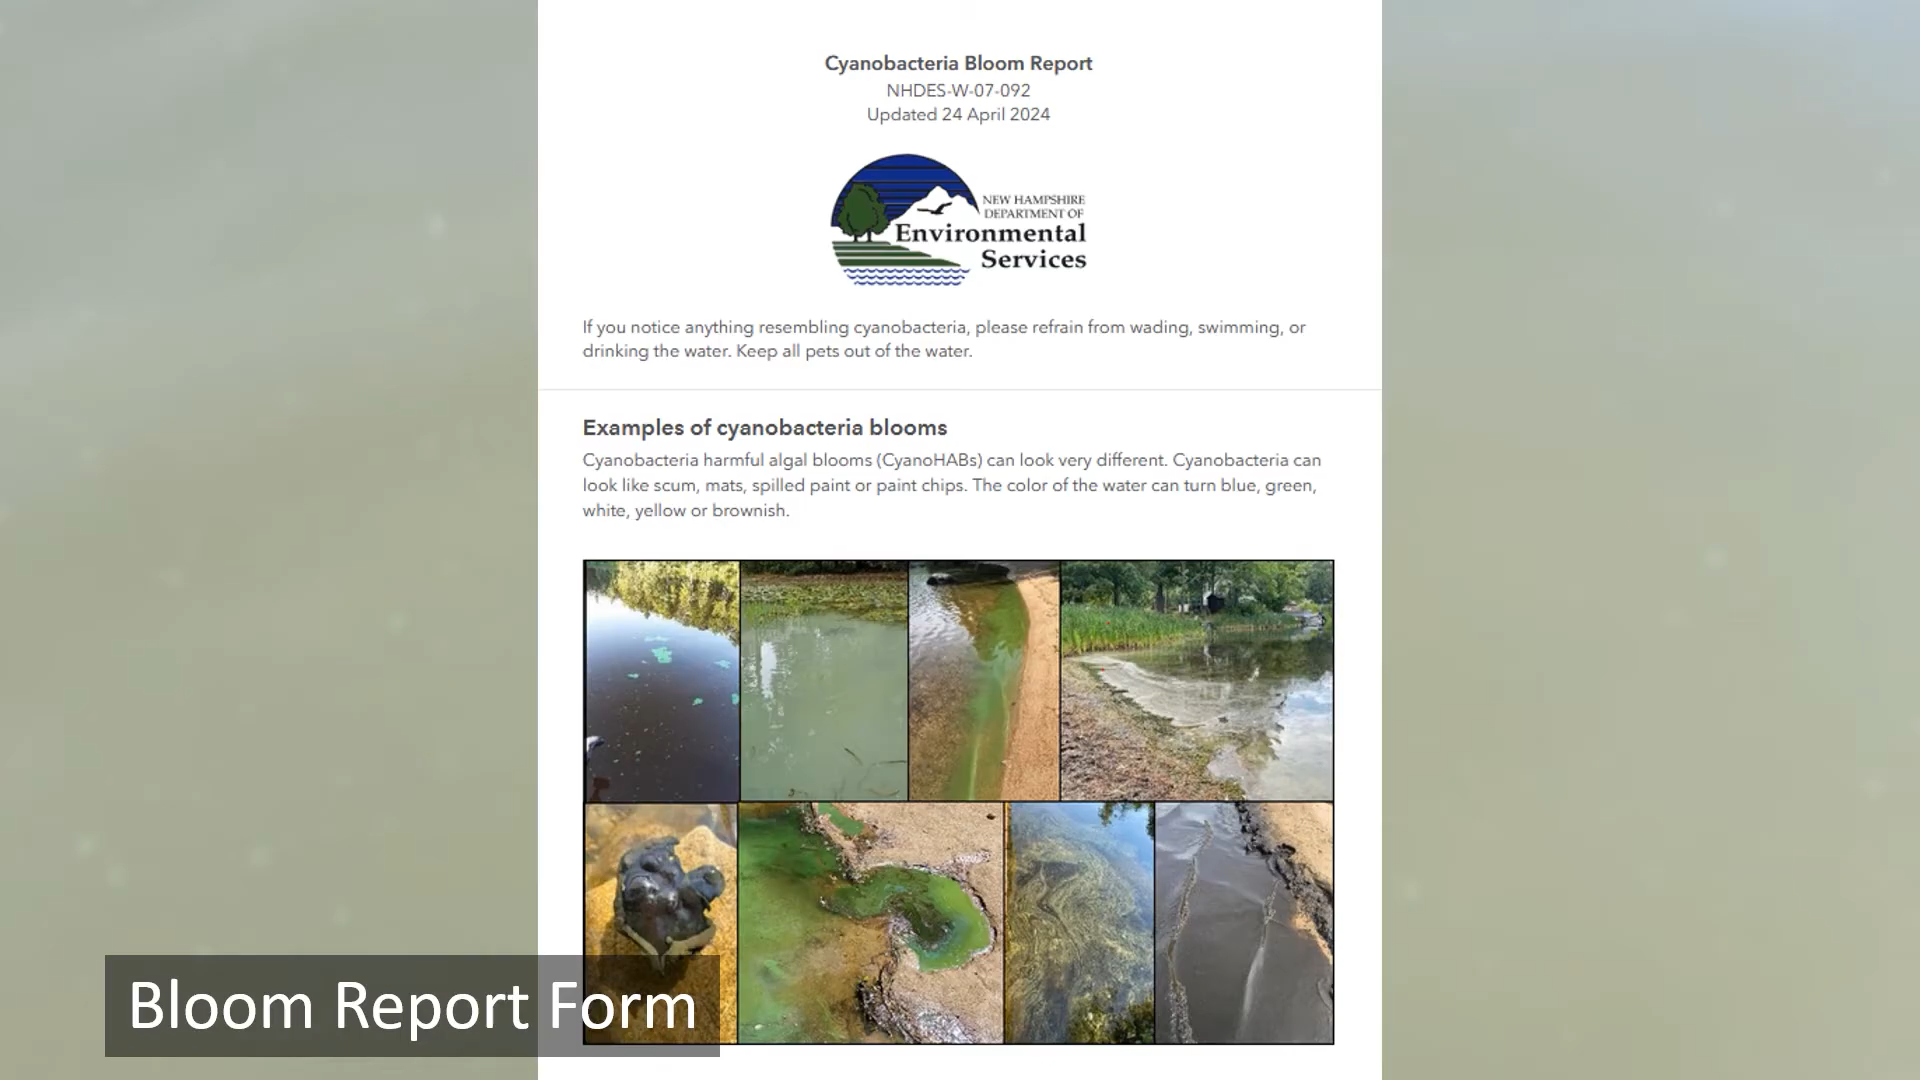 Cyanobacteria Bloom Report
NHDES-W-07-092
Updated 24 April 2024
NEW HAMPSHIRE
DEPARTMENT OF
Environmental
Services
If you notice anything resembling cyanobacteria, please refrain from wading, swimming, or
drinking the water. Keep all pets out of the water.
Examples of cyanobacteria blooms
Cyanobacteria harmful algal blooms (CyanoHABs) can look very different. Cyanobacteria can
look like scum, mats, spilled paint or paint chips. The color of the water can turn blue, green,
white, yellow or brownish.
Bloom Report Form